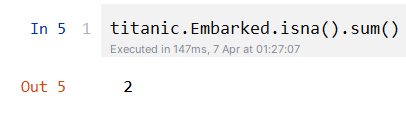 In 5 1 titanic.Embarked.isna().sum()
Executed in 147ms, 7 Apr at 01:27:07
Out 5 2